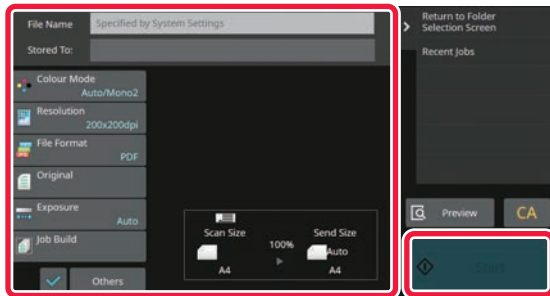 File Name
Specified by System Settings
Stored To:
Colour Mode
Auto/Mono2
Resolution
200x200dpi
File Format
PDF
Original
Exposure
Auto
Job Build
Others
Scan Size
A4
100%
Send Size
Auto
A4
Return to Folder
Selection Screen
Recent Jobs
Preview
CA
Start